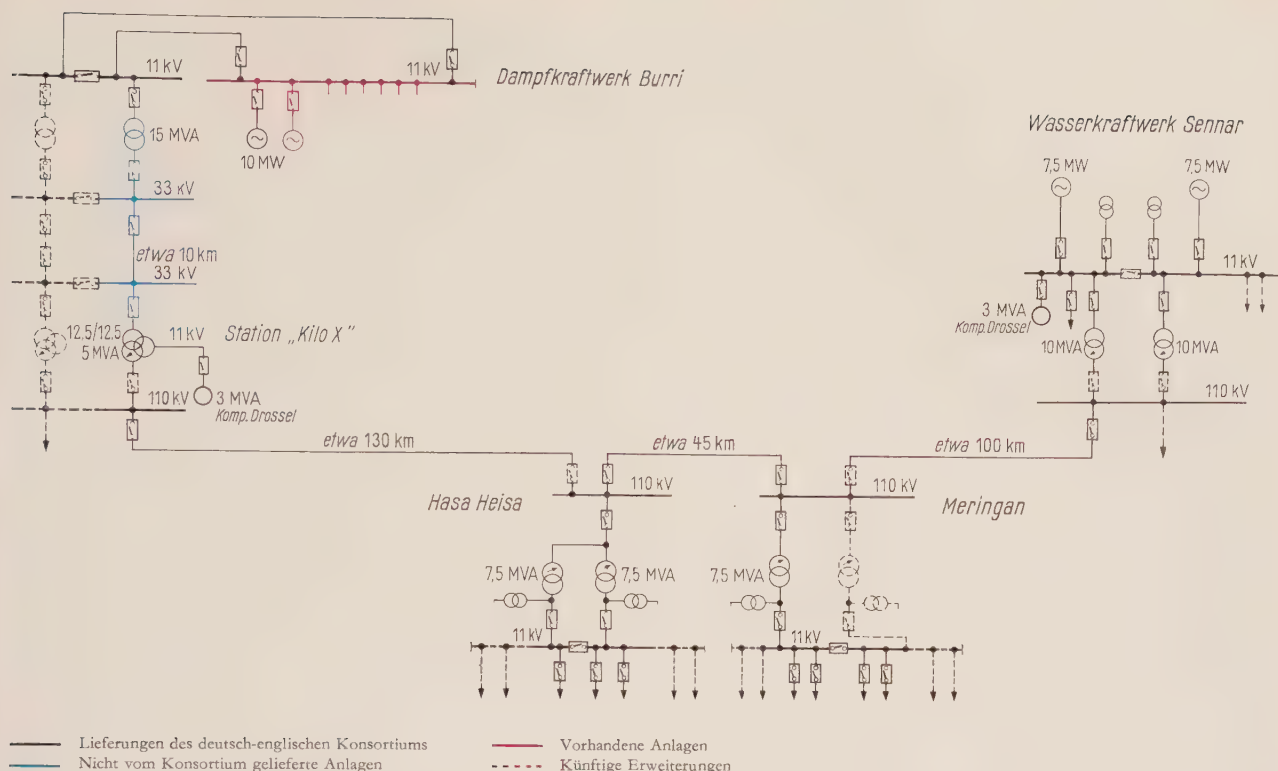 11 kV
11 kV
Dampfkraftwerk Burri
15 MVA
10 MW
33 kV
etwa 10 km
33 kV
12,5/12,5
5 MVA
11 kV
Station „Kilo X"
3 MVA
Komp. Drossel
110 kV
Wasserkraftwerk Sennar
7,5 MW
7,5 MW
11 kV
3 MVA
Komp. Drossel
10 MVA
10 MVA
110 kV
etwa 130 km
etwa 45 km
etwa 100 km
Hasa Heisa
110 kV
110 kV
Meringan
7,5 MVA
7,5 MVA
7,5 MVA
11 kV
11 kV
Lieferungen des deutsch-englischen Konsortiums
Nicht vom Konsortium gelieferte Anlagen
Vorhandene Anlagen
Künftige Erweiterungen